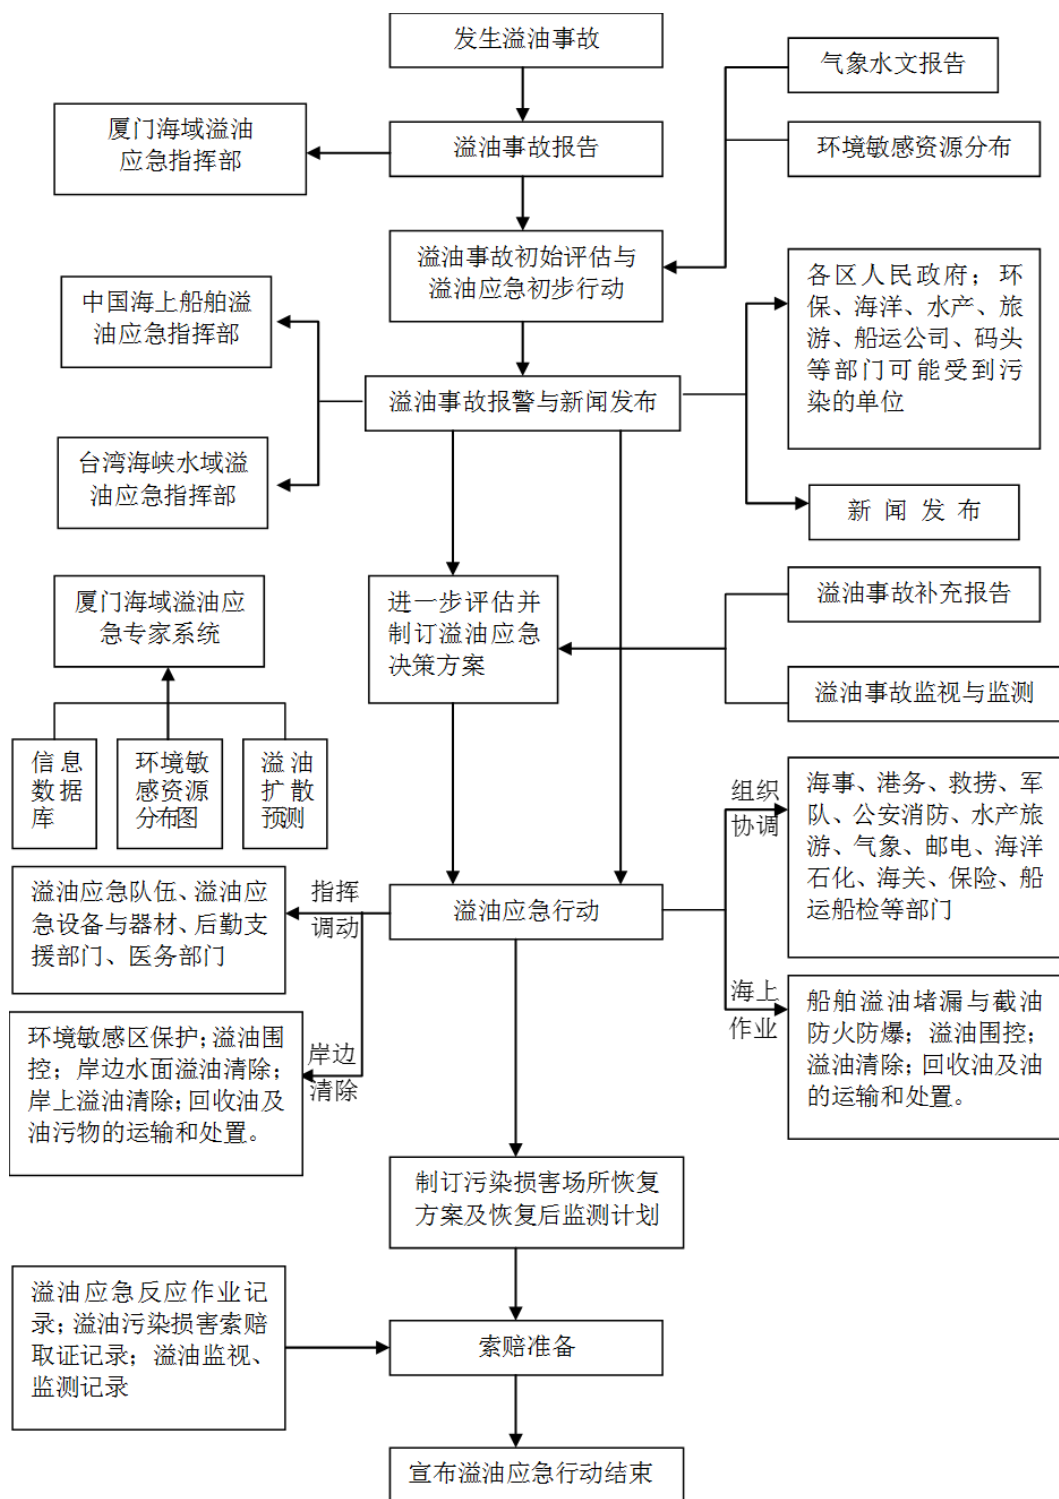 发生溢油事故
气象水文报告
厦门海域溢油
应急指挥部
溢油事故报告
环境敏感资源分布
溢油事故初始评估与
溢油应急初步行动
各区人民政府；环
保、海洋、水产、旅
游、船运公司、码头
等部门可能受到污
染的单位
中国海上船舶溢
油应急指挥部
溢油事故报警与新闻发布
台湾海峡水域溢
油应急指挥部
新闻发布
厦门海域溢油应
急专家系统
进一步评估并
制订溢油应急
决策方案
溢油事故补充报告
溢油事故监视与监测
信息
数据
库
环境敏
感资源
分布图
溢油
扩散
预测
组织
协调
海事、港务、救捞、军
队、公安消防、水产旅
游、气象、邮电、海洋
石化、海关、保险、船
运船检等部门
溢油应急队伍、溢油应
急设备与器材、后勤支
援部门、医务部门
指挥
调动
溢油应急行动
海上
作业
船舶溢油堵漏与截油
防火防爆；溢油围控；
溢油清除；回收油及
油的运输和处置。
环境敏感区保护；溢油围
控；岸边水面溢油清除；
岸上溢油清除；回收油及
油污物的运输和处置。
岸边
清除
制订污染损害场所恢复
方案及恢复后监测计划
溢油应急反应作业记
录；溢油污染损害索赔
取证记录；溢油监视、
监测记录
索赔准备
宣布溢油应急行动结束